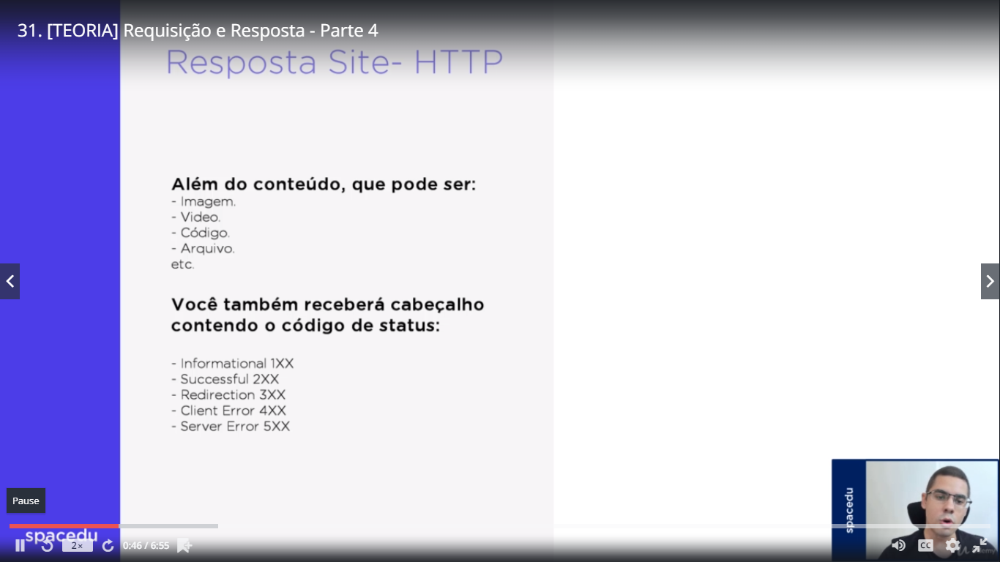 31. [TEORIA] Requisição e Resposta - Parte 4
Resposta Site- HTTP
Além do conteúdo, que pode ser:
- Imagem.
- Video.
- Código.
- Arquivo.
etc.
Você também receberá cabeçalho
contendo o código de status:
- Informational 1XX
- Successful 2XX
- Redirection 3XX
- Client Error 4XX
- Server Error 5XX
Pause
spacedu
spacedu
2x
0:46 / 6:55
CC